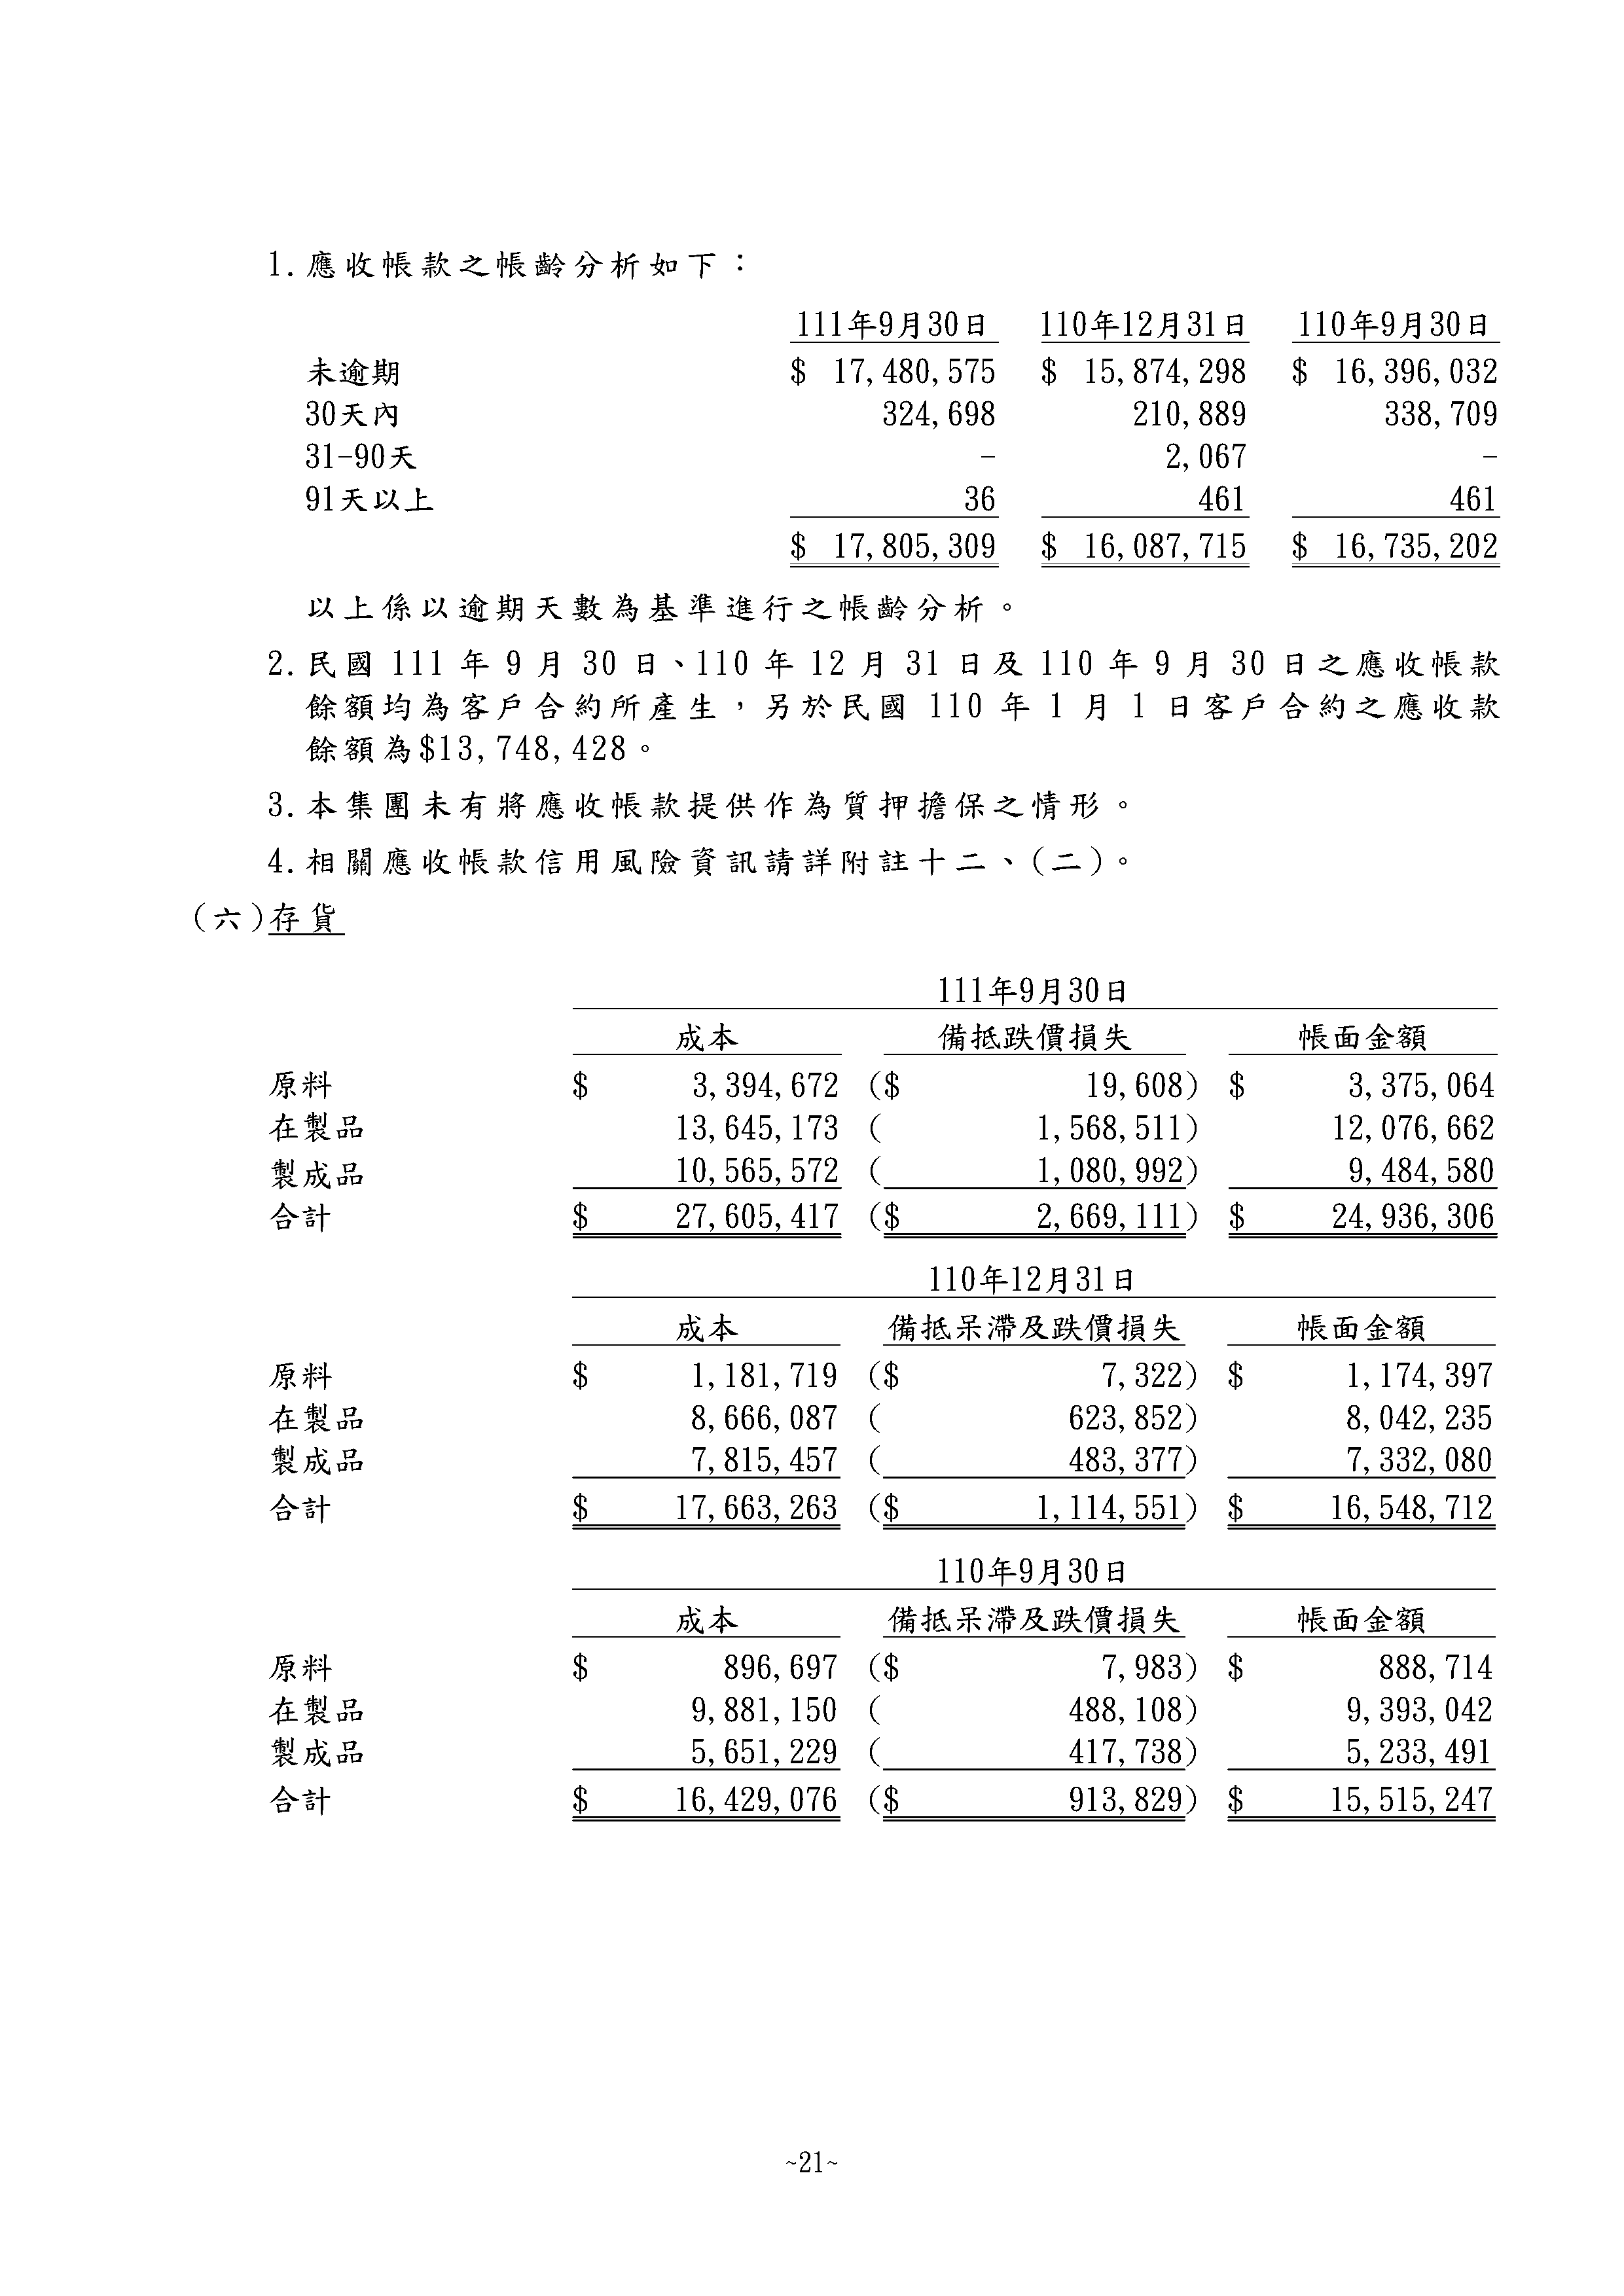 1.應收帳款之帳齡分析如下：
111年9月30日 110年12月31日 110年9月30日
未逾期 $ 17,480,575 $ 15,874,298 $ 16,396,032
30天內 324,698 210,889 338,709
31-90天 - 2,067 -
91天以上 36 461 461
$ 17,805,309 $ 16,087,715 $ 16,735,202
以上係以逾期天數為基準進行之帳齡分析。
2.民國 111 年 9 月 30 日、110 年 12 月 31 日及 110 年 9 月 30 日之應收帳款
餘額均為客戶合約所產生，另於民國 110 年 1 月 1 日客戶合約之應收款
餘額為$13,748,428。
3.本集團未有將應收帳款提供作為質押擔保之情形。
4.相關應收帳款信用風險資訊請詳附註十二、(二)。
(六)存貨
111年9月30日
成本 備抵跌價損失 帳面金額
原料 $ 3,394,672 ($ 19,608) $ 3,375,064
在製品 13,645,173 ( 1,568,511) 12,076,662
製成品 10,565,572 ( 1,080,992) 9,484,580
合計 $ 27,605,417 ($ 2,669,111) $ 24,936,306
110年12月31日
成本 備抵呆滯及跌價損失 帳面金額
原料 $ 1,181,719 ($ 7,322) $ 1,174,397
在製品 8,666,087 ( 623,852) 8,042,235
製成品 7,815,457 ( 483,377) 7,332,080
合計 $ 17,663,263 ($ 1,114,551) $ 16,548,712
110年9月30日
成本 備抵呆滯及跌價損失 帳面金額
原料 $ 896,697 ($ 7,983) $ 888,714
在製品 9,881,150 ( 488,108) 9,393,042
製成品 5,651,229 ( 417,738) 5,233,491
合計 $ 16,429,076 ($ 913,829) $ 15,515,247
~21~